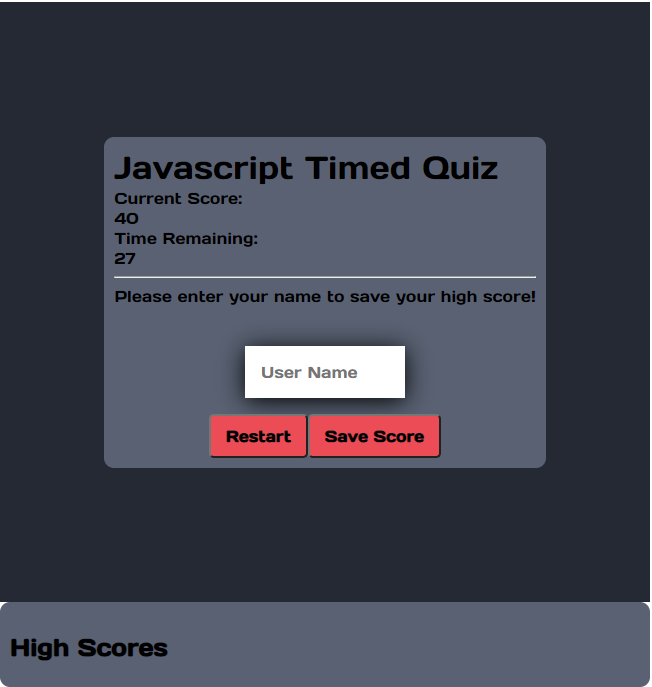 Javascript Timed Quiz
Current Score:
40
Time Remaining:
27
Please enter your name to save your high score!
User Name
Restart Save Score
High Scores